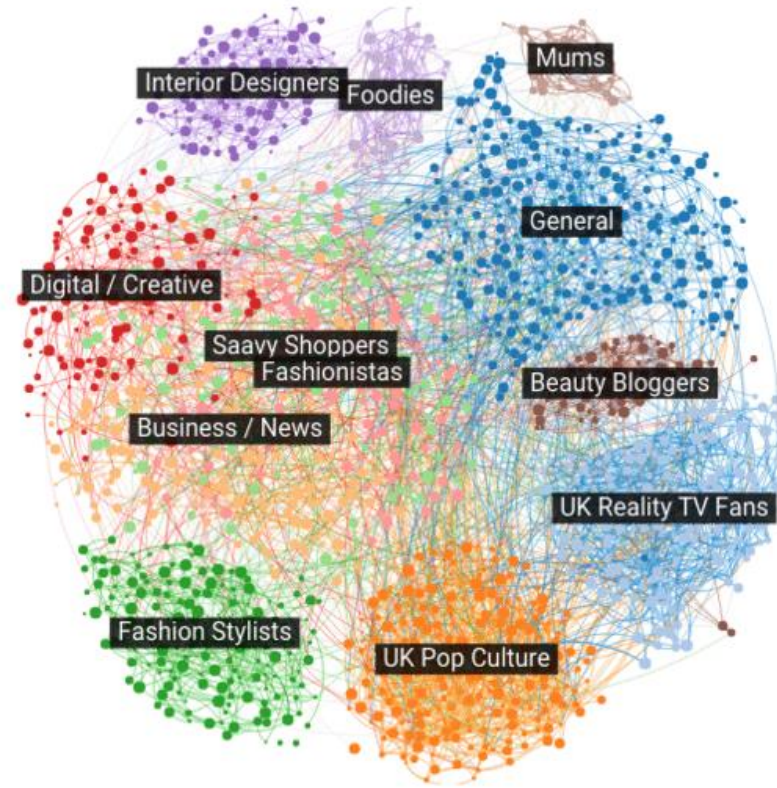 Mums
Interior Designers
Foodies
General
Digital / Creative
Saavy Shoppers
Fashionistas
Beauty Bloggers
Business / News
UK Reality TV Fans
Fashion Stylists
UK Pop Culture